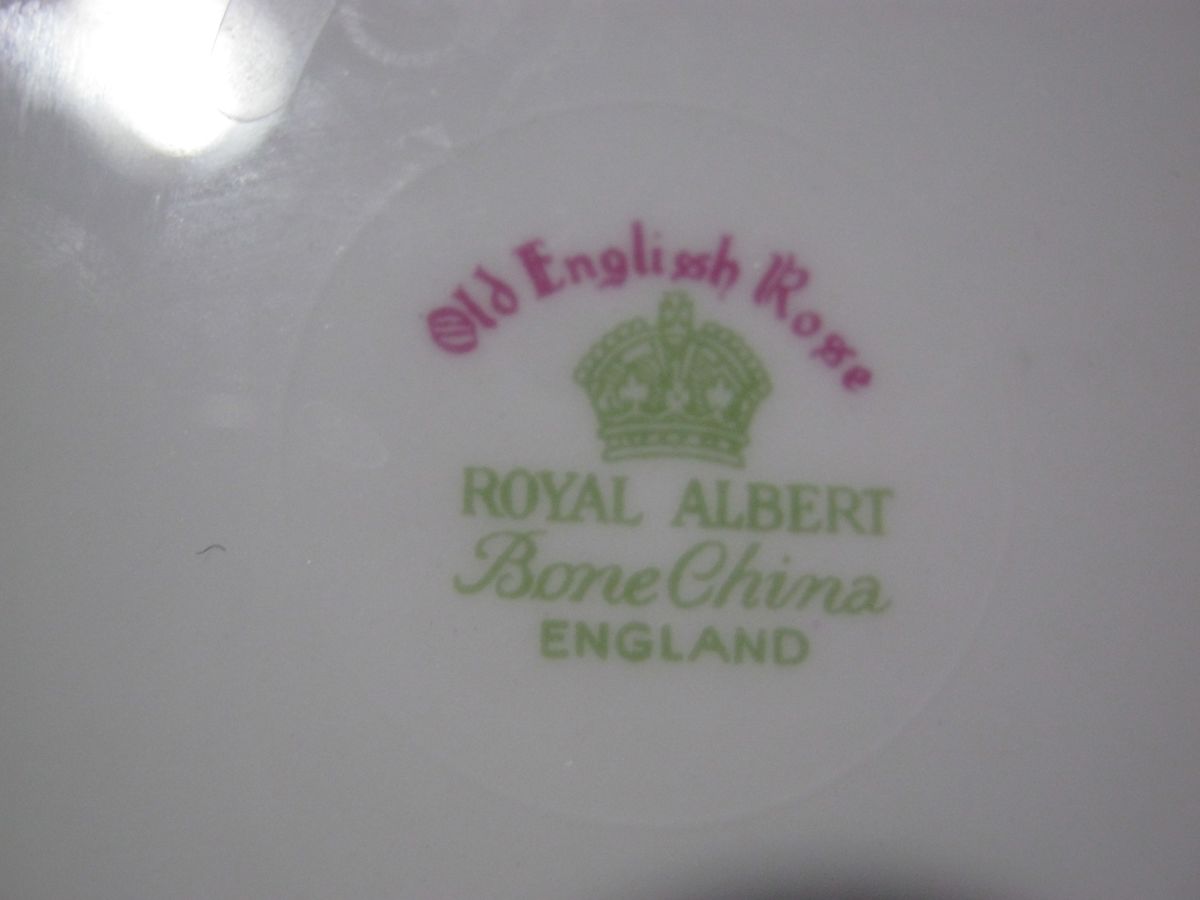 Old English Rose
ROYAL ALBERT
Bone China
ENGLAND